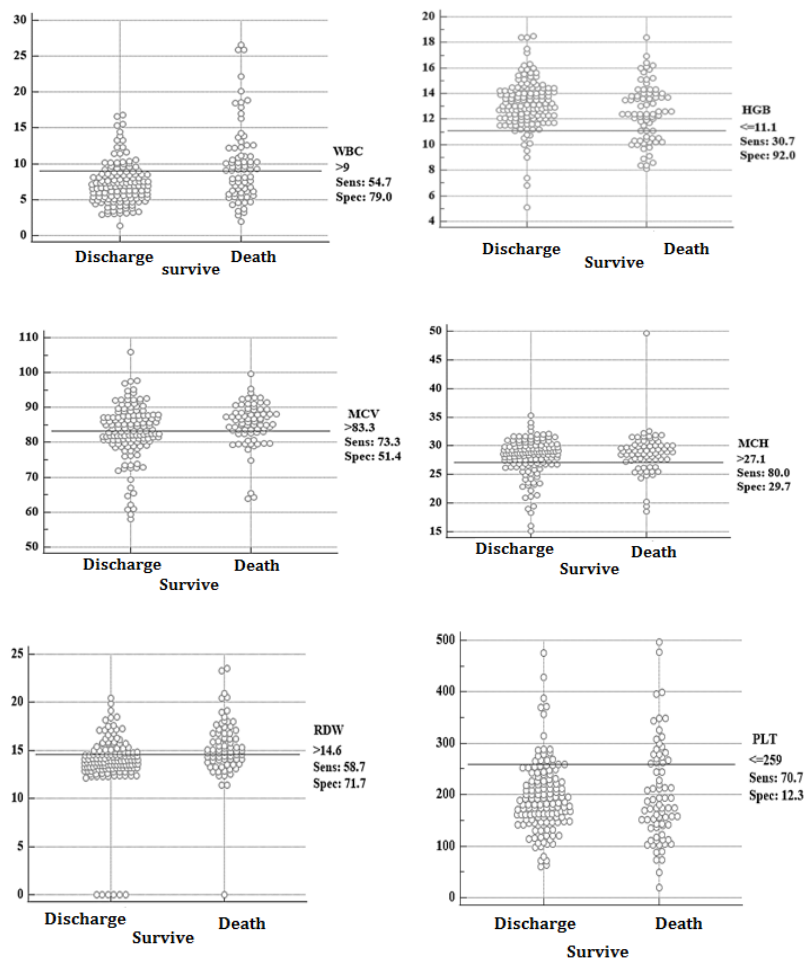 30
25
20
15
10
5
0
WBC
>9
Sens: 54.7
Spec: 79.0
Discharge Death
survive
20
18
16
14
12
10
8
6
4
HGB
<=11.1
Sens: 30.7
Spec: 92.0
Discharge Death
Survive
110
100
90
80
70
60
50
MCV
>83.3
Sens: 73.3
Spec: 51.4
Discharge Death
Survive
50
45
40
35
30
25
20
15
MCH
>27.1
Sens: 80.0
Spec: 29.7
Discharge Death
Survive
25
20
15
10
5
0
RDW
>14.6
Sens: 58.7
Spec: 71.7
Discharge Death
Survive
500
400
300
200
100
0
PLT
<=259
Sens: 70.7
Spec: 12.3
Discharge Death
Survive